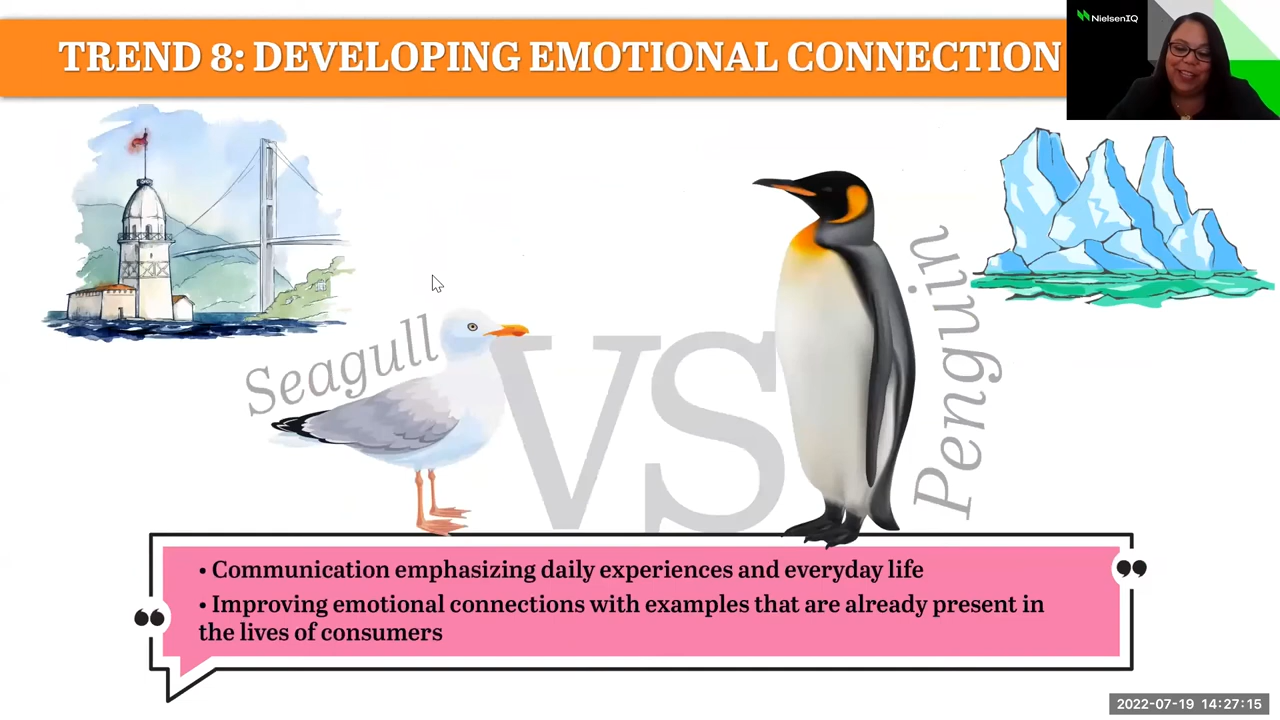 TREND 8: DEVELOPING EMOTIONAL CONNECTION
NielsenIQ
Seagull
VS
Penguin
• Communication emphasizing daily experiences and everyday life
• Improving emotional connections with examples that are already present in
the lives of consumers
2022-07-19 14:27:15